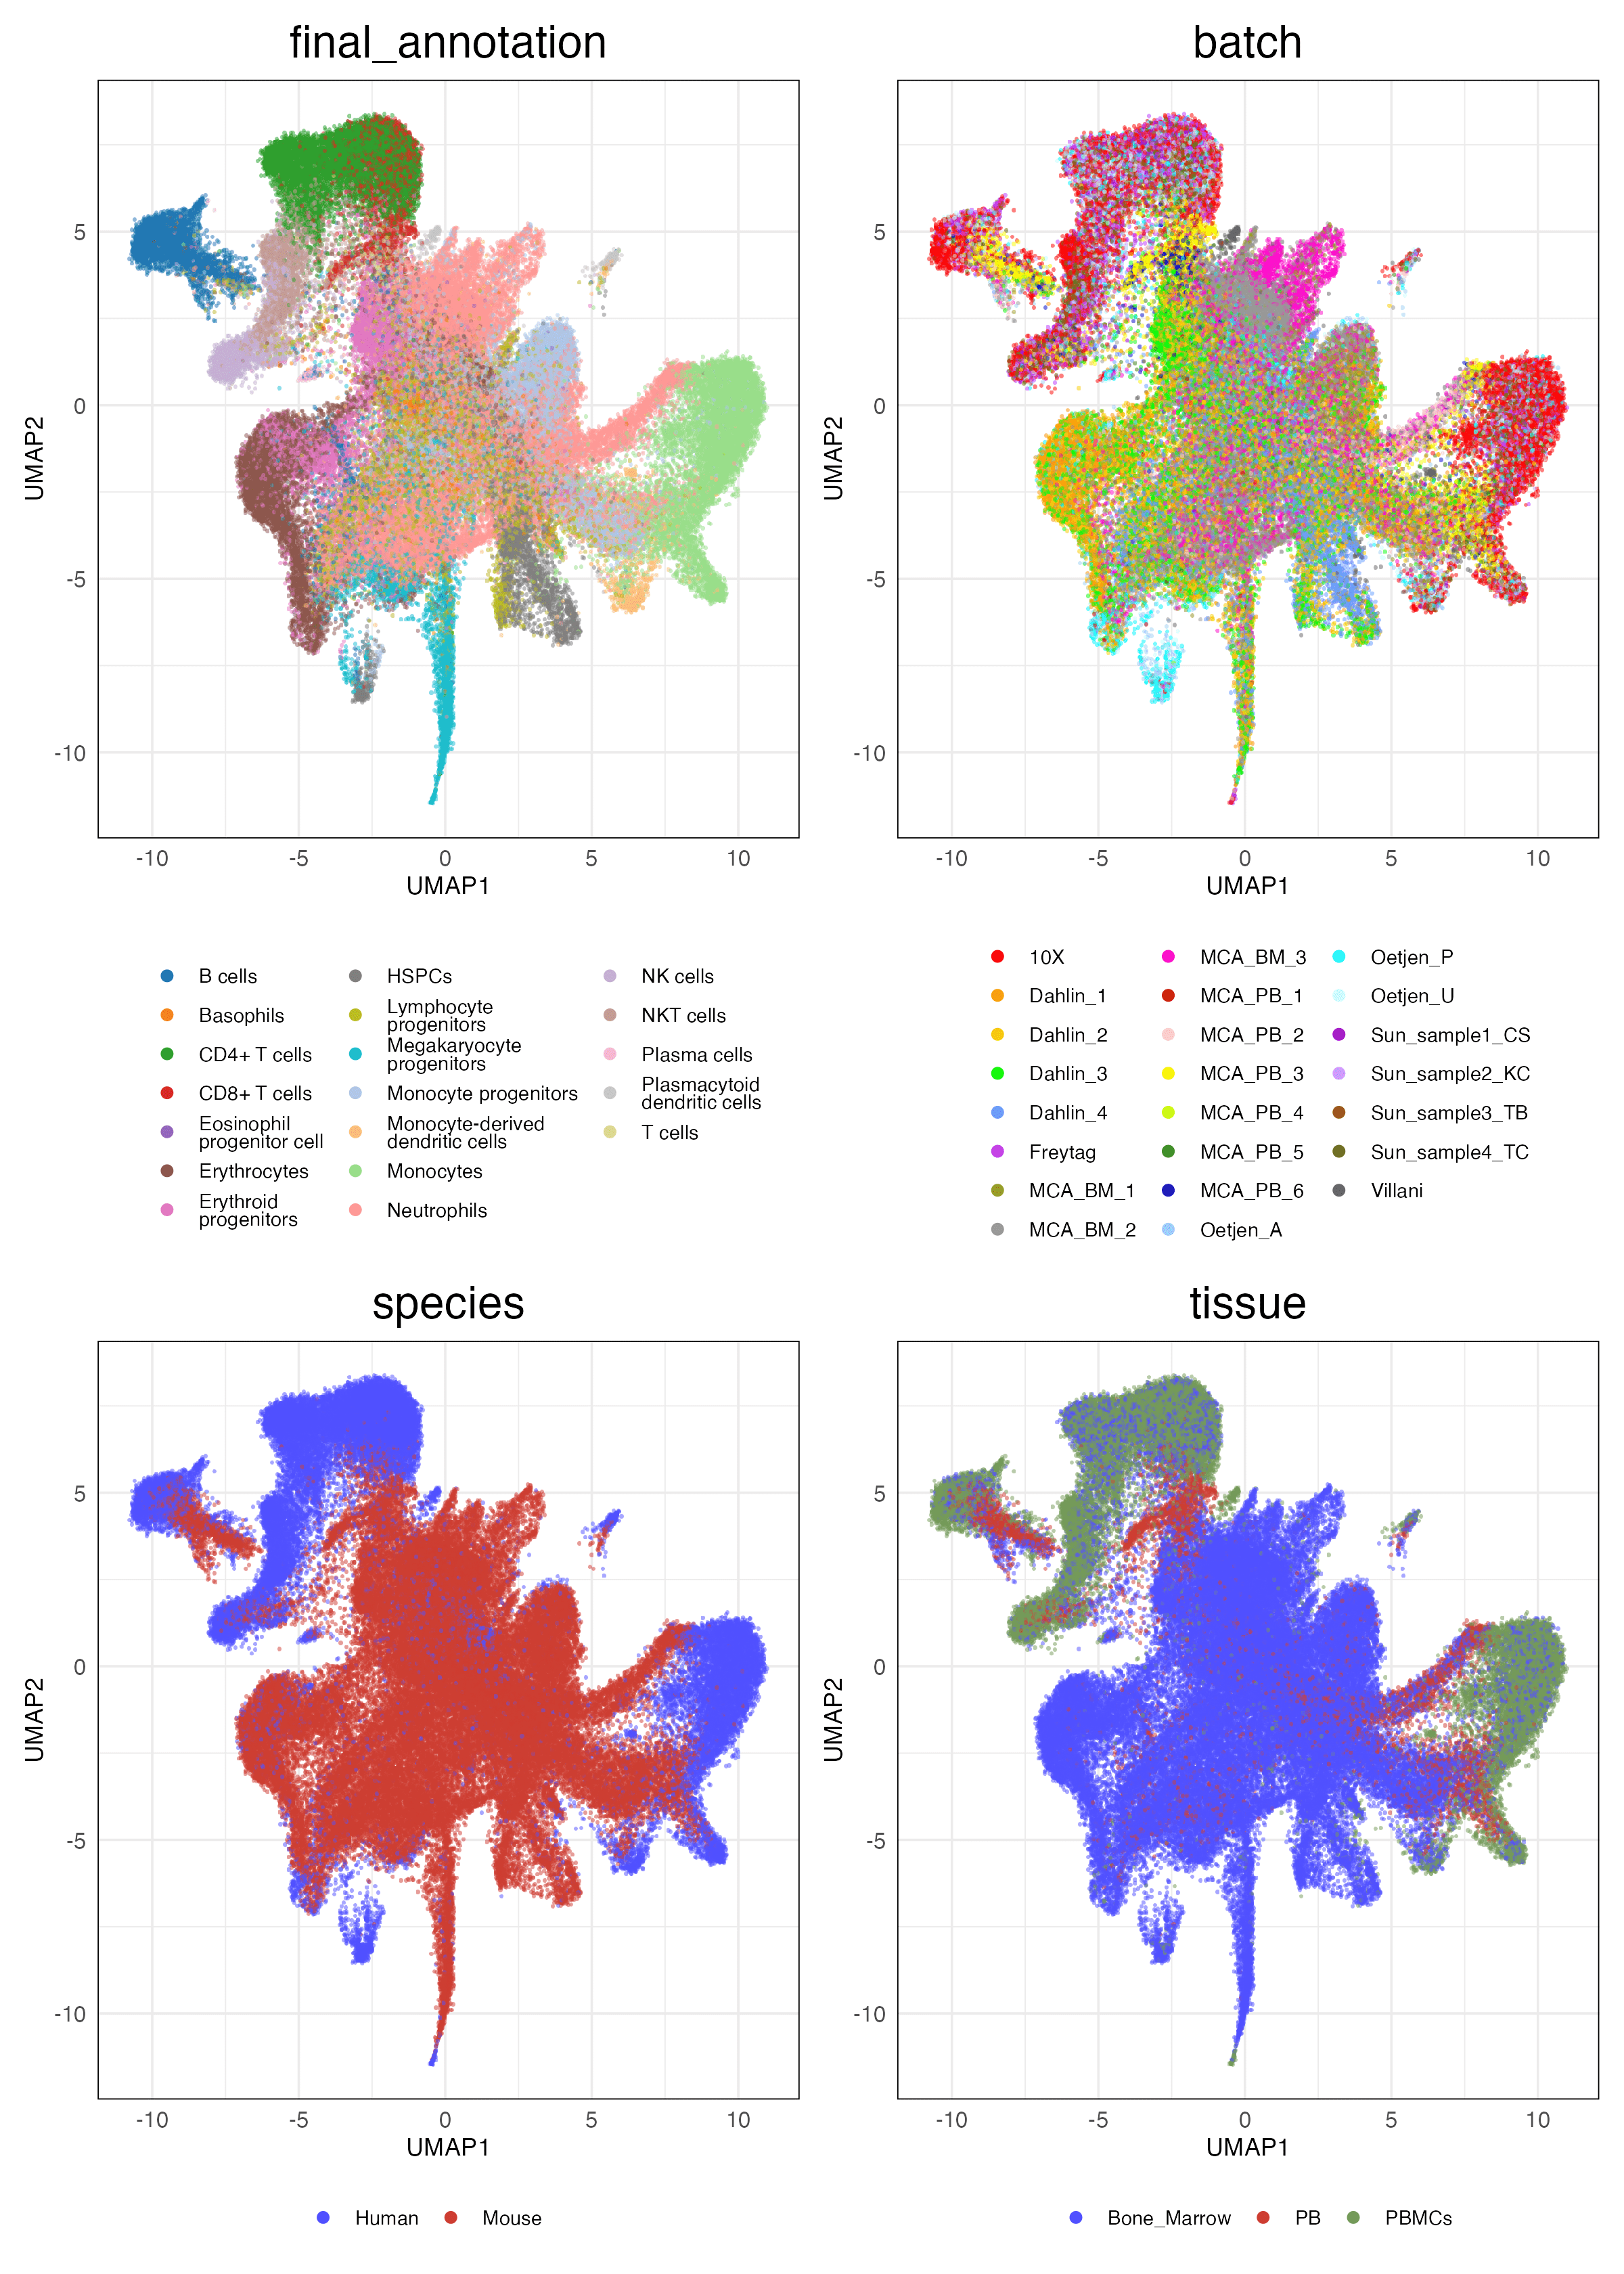 final_annotation
batch
5
0
-5
-10
UMAP2
-10 -5 0 5 10
UMAP1
5
0
-5
-10
UMAP2
-10 -5 0 5 10
UMAP1
B cells
Basophils
CD4+ T cells
CD8+ T cells
Eosinophil
progenitor cell
Erythrocytes
Erythroid
progenitors
HSPCs
Lymphocyte
progenitors
Megakaryocyte
progenitors
Monocyte progenitors
Monocyte-derived
dendritic cells
Monocytes
Neutrophils
NK cells
NKT cells
Plasma cells
Plasmacytoid
dendritic cells
T cells
10X
Dahlin_1
Dahlin_2
Dahlin_3
Dahlin_4
Freytag
MCA_BM_1
MCA_BM_2
MCA_BM_3
MCA_PB_1
MCA_PB_2
MCA_PB_3
MCA_PB_4
MCA_PB_5
MCA_PB_6
Oetjen_A
Oetjen_P
Oetjen_U
Sun_sample1_CS
Sun_sample2_KC
Sun_sample3_TB
Sun_sample4_TC
Villani
species
tissue
5
0
-5
-10
UMAP2
-10 -5 0 5 10
UMAP1
5
0
-5
-10
UMAP2
-10 -5 0 5 10
UMAP1
Human Mouse
Bone_Marrow PB PBMCs